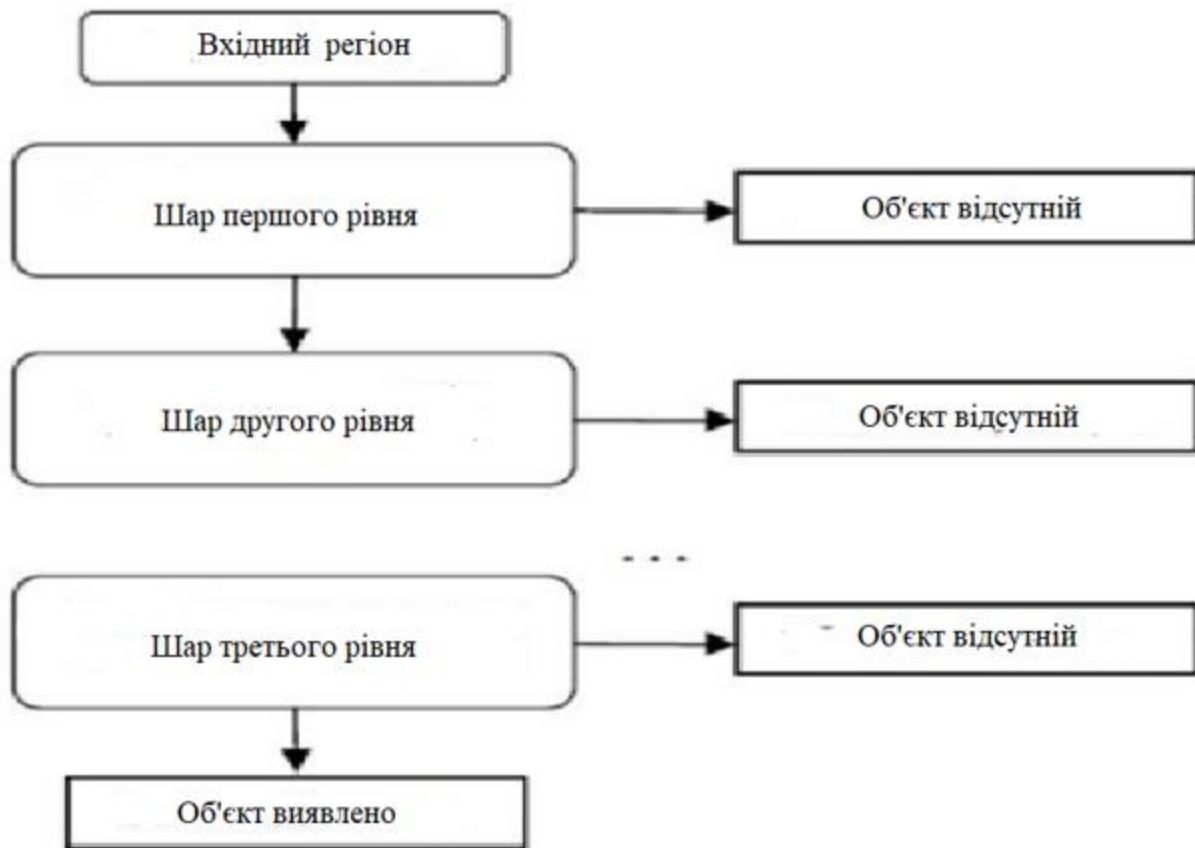 Вхідний регіон
Шар першого рівня
Об'єкт відсутній
Шар другого рівня
Об'єкт відсутній
- - -
Шар третього рівня
Об'єкт відсутній
Об'єкт виявлено